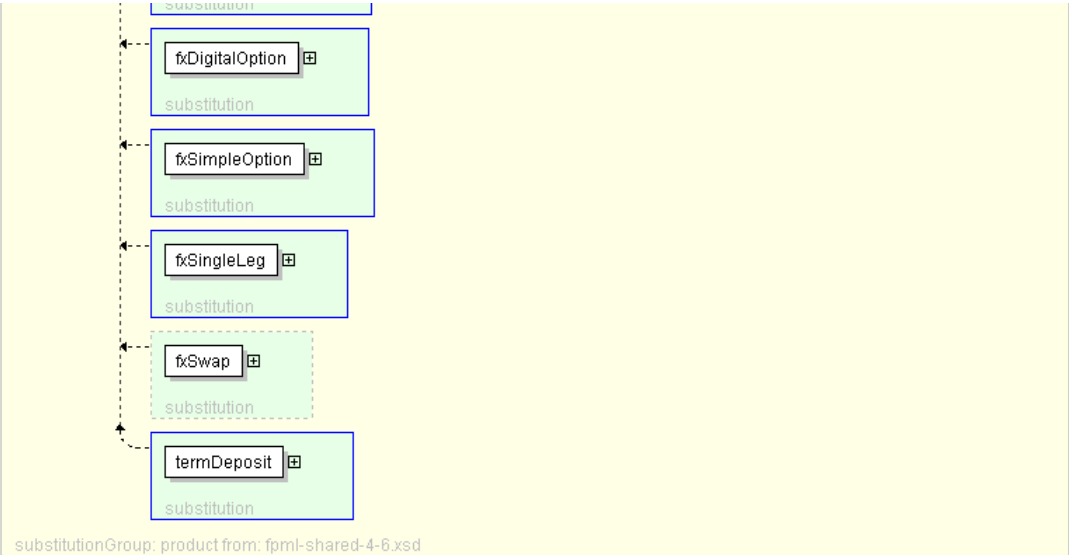 substitution
fxDigitalOption
substitution
fxSimpleOption
substitution
fxSingleLeg
substitution
fxSwap
substitution
termDeposit
substitution
substitutionGroup: product from: fpml-shared-4-6.xsd